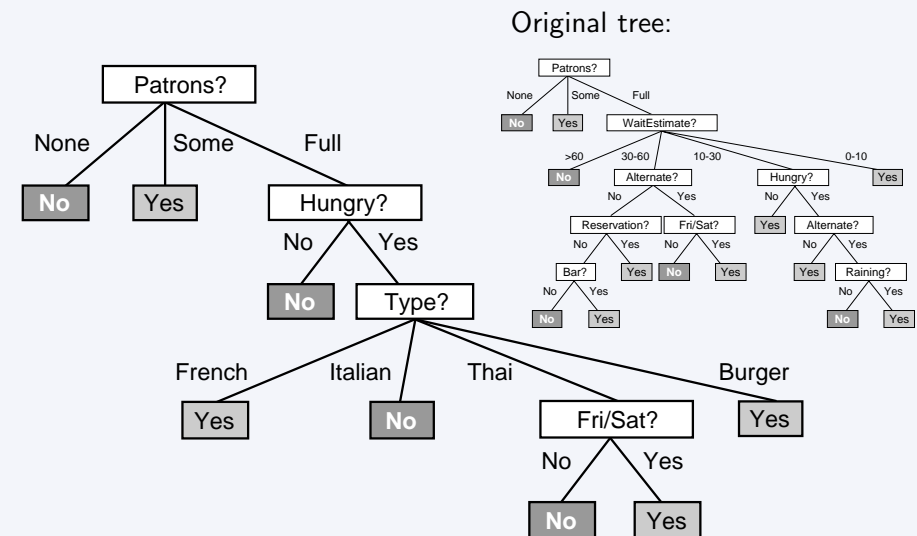 Original tree:
Patrons?
None Some Full
No Yes Hungry?
No Yes
No Type?
French Italian Thai Burger
Yes No Fri/Sat? Yes
No Yes
No Yes
Patrons?
None Some Full
No Yes WaitEstimate?
>60 30-60 10-30 0-10
No Alternate? Hungry? Yes
No Yes No Yes
Reservation? Fri/Sat? Yes Alternate?
No Yes No Yes No Yes
Bar? Yes No Yes Yes Raining?
No Yes No Yes
No Yes No Yes